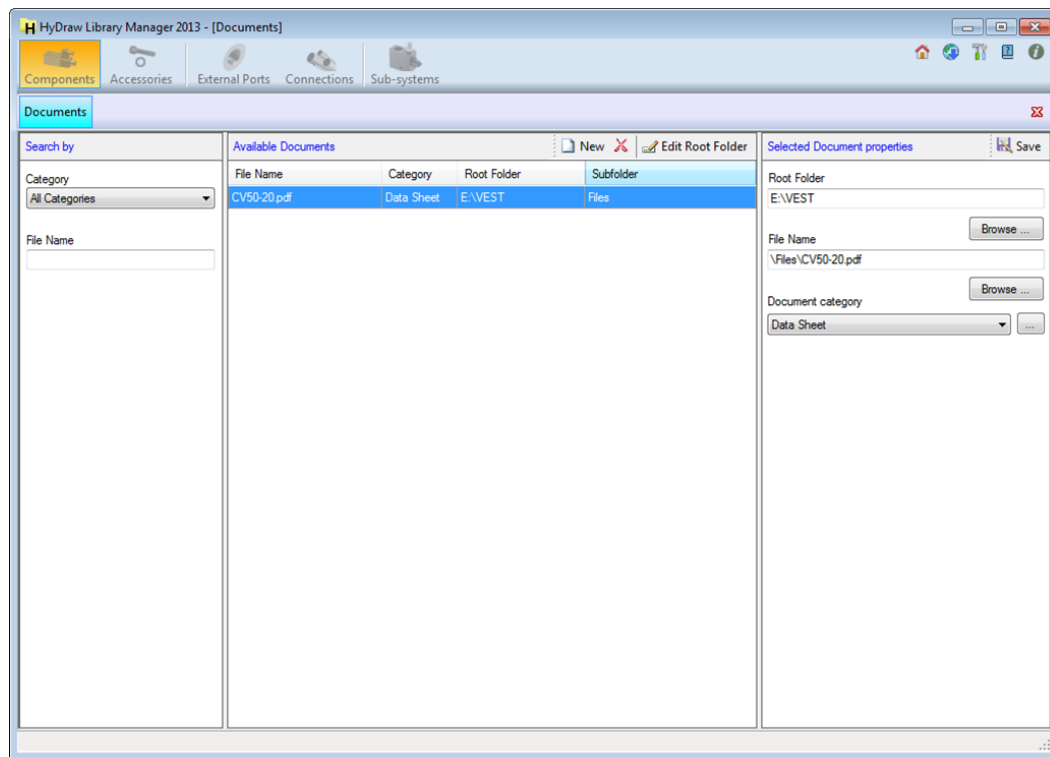 HyDraw Library Manager 2013 - [Documents]
Components Accessories External Ports Connections Sub-systems
Documents
Search by
Category
All Categories
File Name
Available Documents New Edit Root Folder
File Name Category Root Folder Subfolder
CV50-20.pdf Data Sheet E:\VEST Files
Selected Document properties Save
Root Folder
E:\VEST
Browse ...
File Name
\Files\CV50-20.pdf
Browse ...
Document category
Data Sheet ...